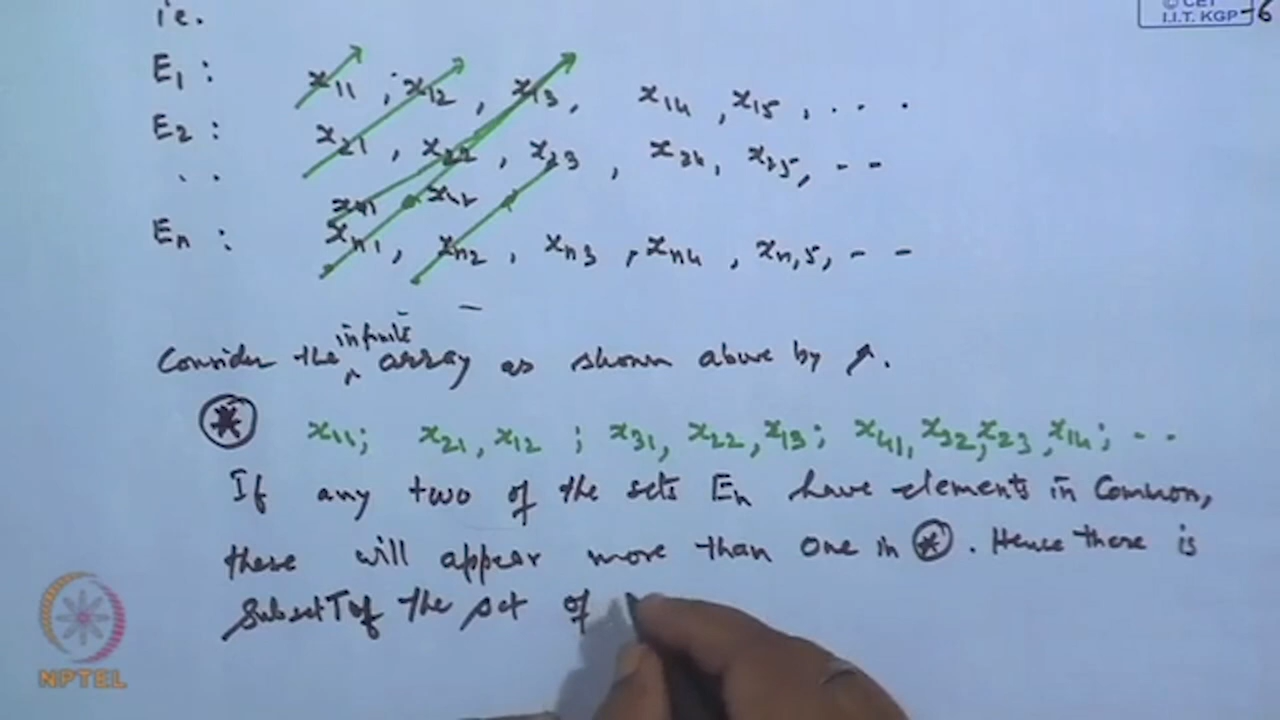 ie.
© CET
I.I.T. KGP -6
E1 : x11 ; x12 , x13 , x14 , x15 , . . .
E2 : x21 , x22 , x23 , x24 , x25 , - -
. . x12
En : xn1 , xn2 , xn3 , xn4 , xn,5 , - -
Consider the infinite array as shown above by ↗.
* x11 ; x21 , x12 ; x31 , x22 , x13 ; x41 , x32 , x23 , x14 ; - -
If any two of the sets En have elements in Common,
these will appear more than one in * . Hence there is
Subset T of the set of
NPTEL